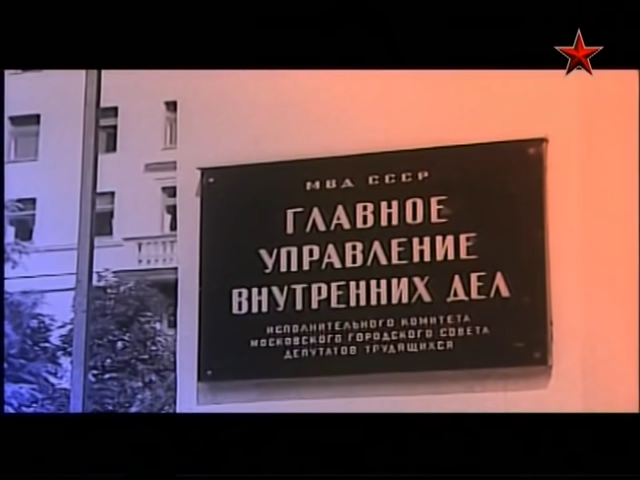 МВД СССР
ГЛАВНОЕ
УПРАВЛЕНИЕ
ВНУТРЕННИХ ДЕЛ
ИСПОЛНИТЕЛЬНОГО КОМИТЕТА
МОСКОВСКОГО ГОРОДСКОГО СОВЕТА
ДЕПУТАТОВ ТРУДЯЩИХСЯ